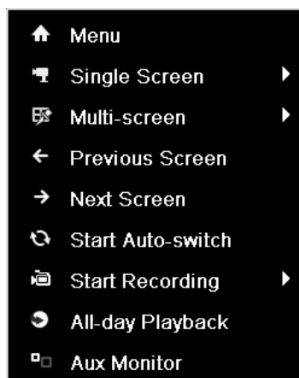 Menu
Single Screen
Multi-screen
Previous Screen
Next Screen
Start Auto-switch
Start Recording
All-day Playback
Aux Monitor